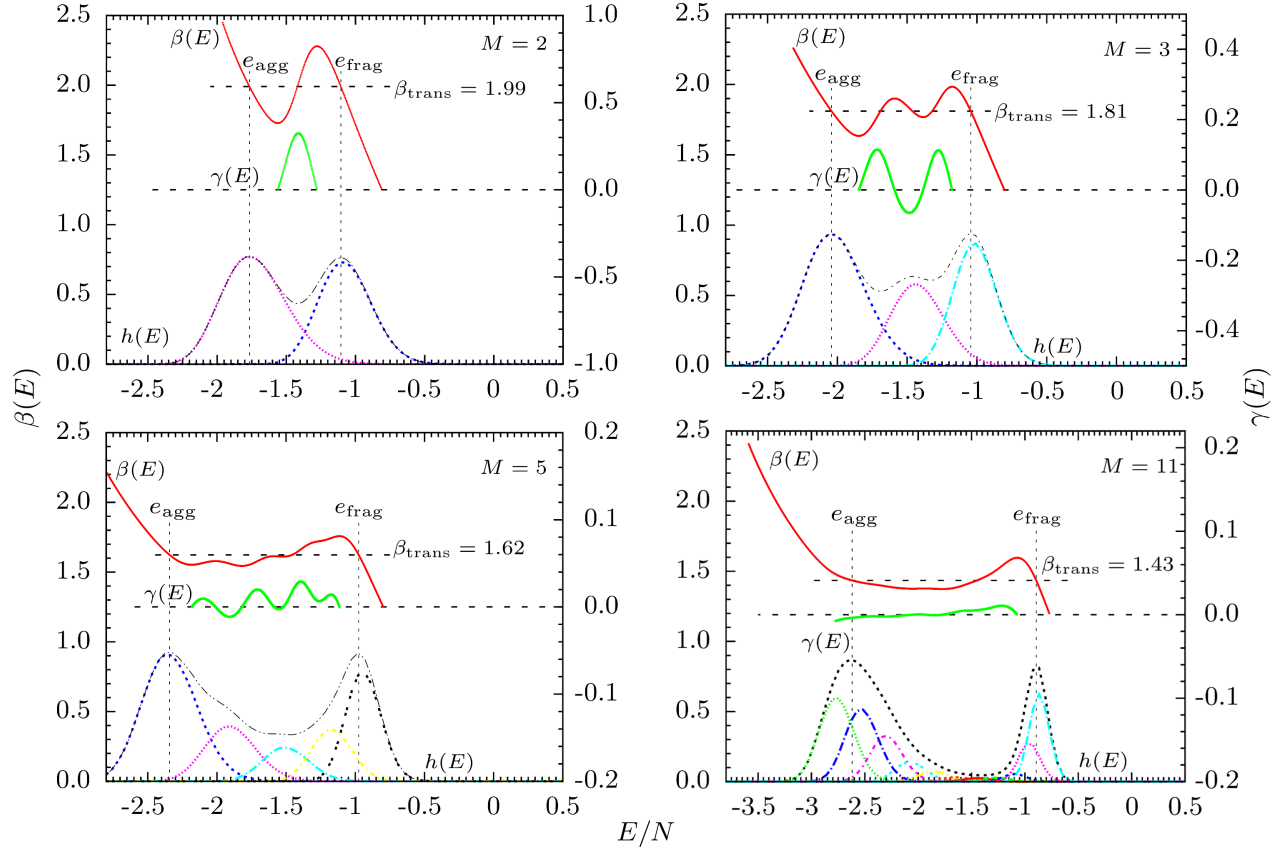 2.5
2.0
1.5
1.0
0.5
0.0
1.0
0.5
0.0
-0.5
-1.0
-2.5 -2 -1.5 -1 -0.5 0 0.5
β(E)
M = 2
e_agg e_frag
β_trans = 1.99
γ(E)
h(E)
2.5
2.0
1.5
1.0
0.5
0.0
0.4
0.2
0.0
-0.2
-0.4
-2.5 -2 -1.5 -1 -0.5 0 0.5
β(E)
M = 3
e_agg e_frag
β_trans = 1.81
γ(E)
h(E)
β(E)
γ(E)
2.5
2.0
1.5
1.0
0.5
0.0
0.2
0.1
0.0
-0.1
-0.2
-2.5 -2 -1.5 -1 -0.5 0 0.5
β(E)
M = 5
e_agg e_frag
β_trans = 1.62
γ(E)
h(E)
2.5
2.0
1.5
1.0
0.5
0.0
0.2
0.1
0.0
-0.1
-0.2
-3.5 -3 -2.5 -2 -1.5 -1 -0.5 0 0.5
β(E)
M = 11
e_agg e_frag
β_trans = 1.43
γ(E)
h(E)
E/N